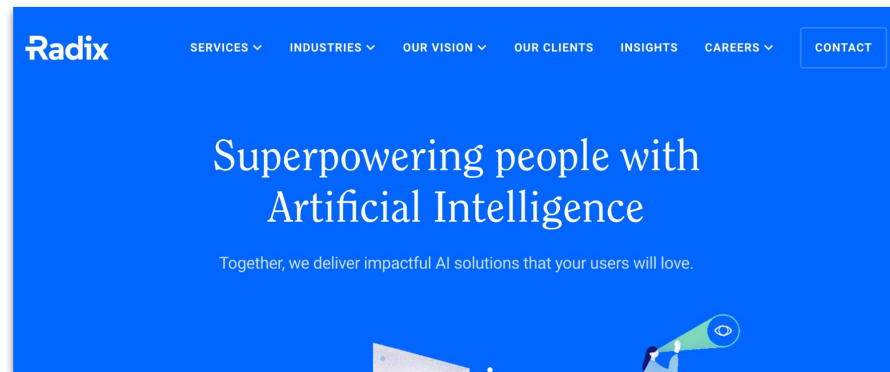 Radix
SERVICES INDUSTRIES OUR VISION OUR CLIENTS INSIGHTS CAREERS CONTACT
Superpowering people with
Artificial Intelligence
Together, we deliver impactful AI solutions that your users will love.